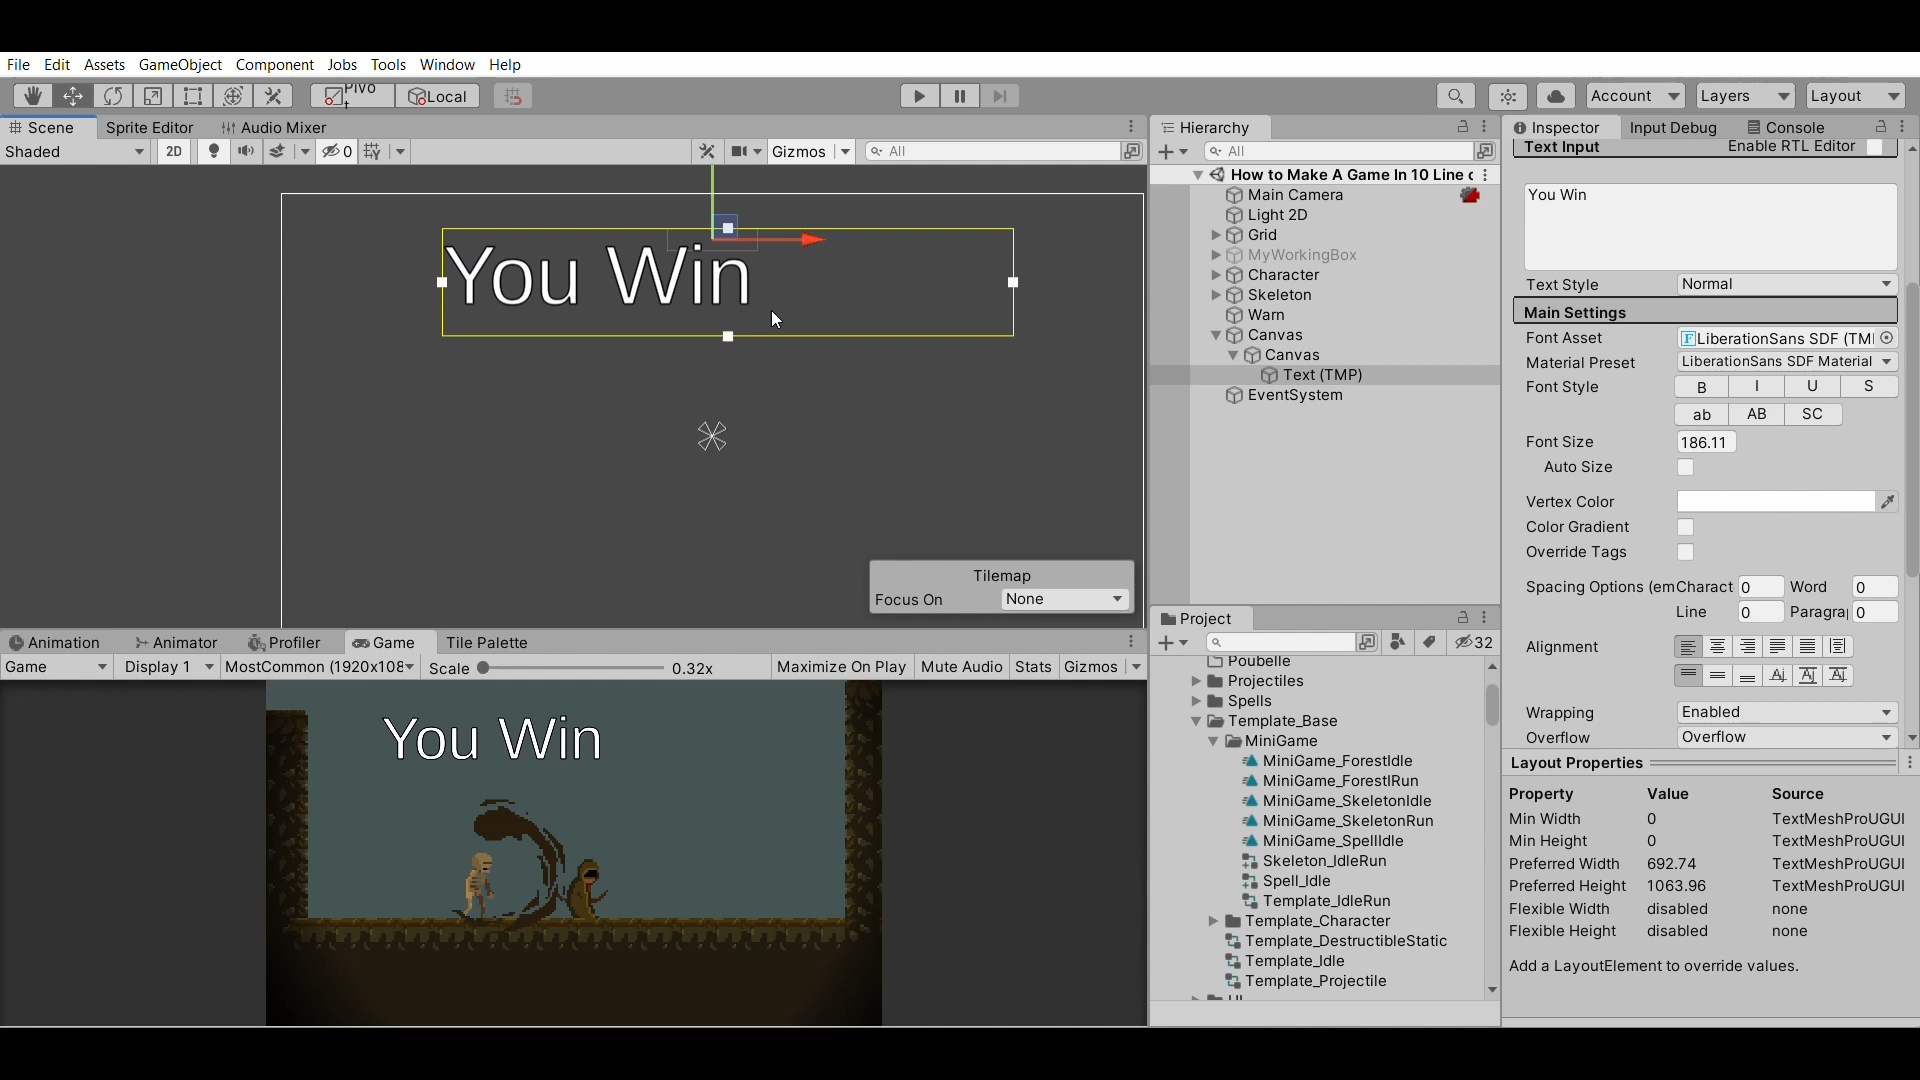 File Edit Assets GameObject Component Jobs Tools Window Help
Pivot Local Account Layers Layout
Scene Sprite Editor Audio Mixer
Shaded 2D 0 Gizmos All
You Win
Tilemap
Focus On None
Animation Animator Profiler Game Tile Palette
Game Display 1 MostCommon (1920x108 Scale 0.32x Maximize On Play Mute Audio Stats Gizmos
You Win
Hierarchy
All
How to Make A Game In 10 Line
Main Camera
Light 2D
Grid
MyWorkingBox
Character
Skeleton
Warn
Canvas
Canvas
Text (TMP)
EventSystem
Project
32
Poubelle
Projectiles
Spells
Template_Base
MiniGame
MiniGame_ForestIdle
MiniGame_ForestIRun
MiniGame_SkeletonIdle
MiniGame_SkeletonRun
MiniGame_SpellIdle
Skeleton_IdleRun
Spell_Idle
Template_IdleRun
Template_Character
Template_DestructibleStatic
Template_Idle
Template_Projectile
Inspector Input Debug Console
Text Input Enable RTL Editor
You Win
Text Style Normal
Main Settings
Font Asset F LiberationSans SDF (TM
Material Preset LiberationSans SDF Material
Font Style B I U S
ab AB SC
Font Size 186.11
Auto Size
Vertex Color
Color Gradient
Override Tags
Spacing Options (em Charact 0 Word 0
Line 0 Paragra 0
Alignment
Wrapping Enabled
Overflow Overflow
Layout Properties
Property Value Source
Min Width 0 TextMeshProUGUI
Min Height 0 TextMeshProUGUI
Preferred Width 692.74 TextMeshProUGUI
Preferred Height 1063.96 TextMeshProUGUI
Flexible Width disabled none
Flexible Height disabled none
Add a LayoutElement to override values.